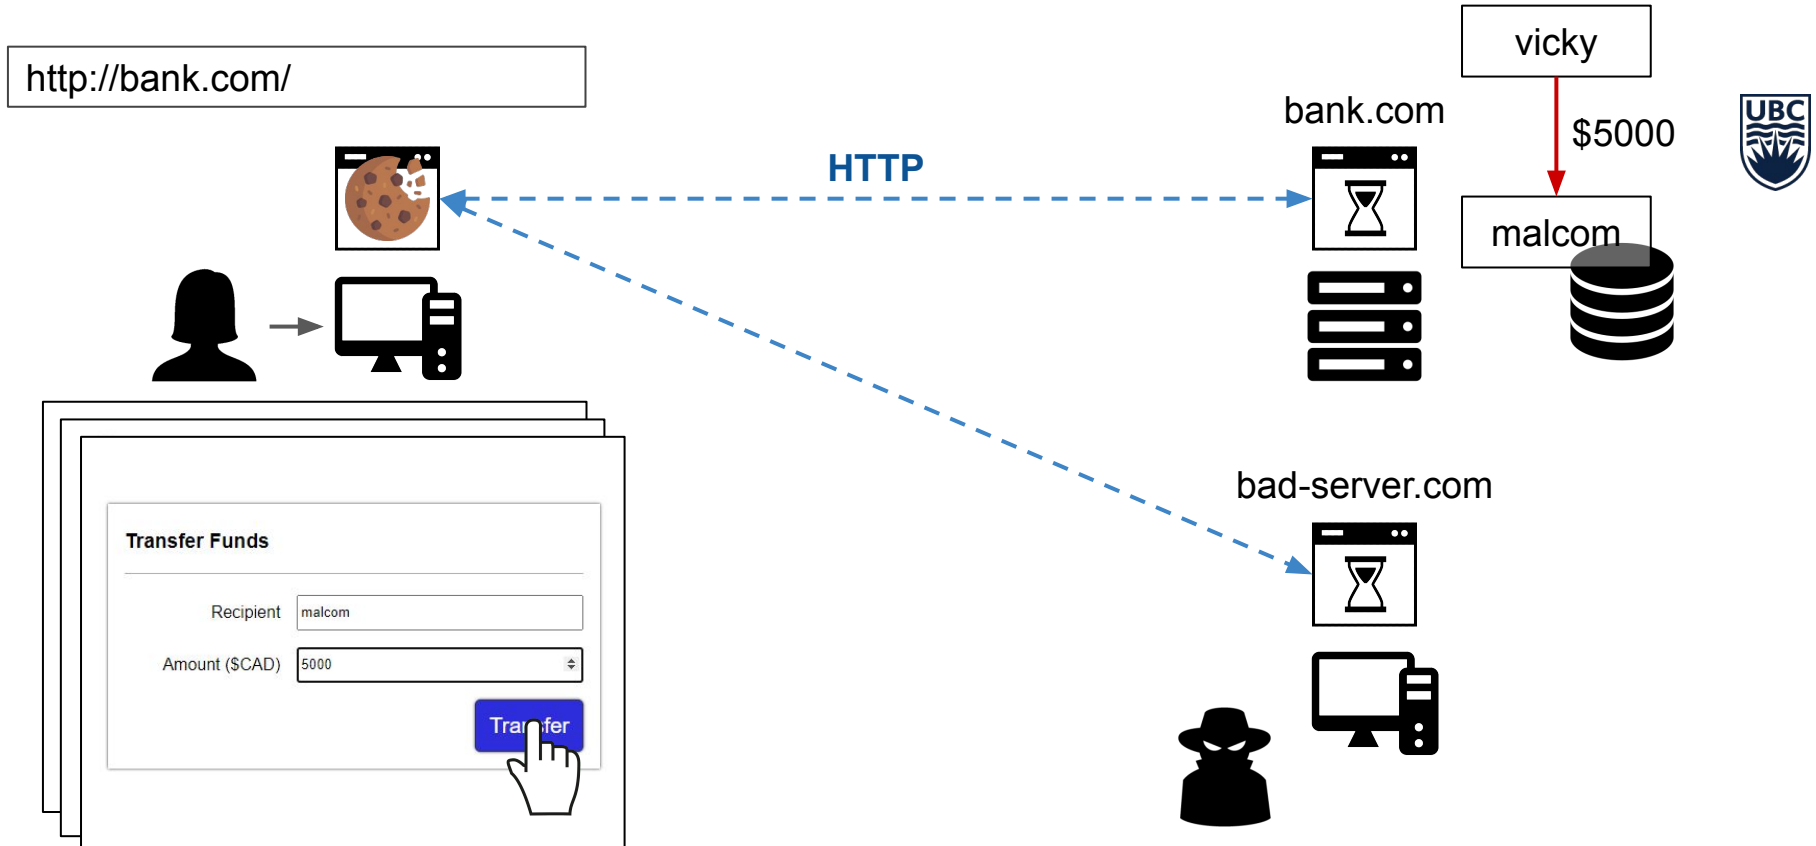 http://bank.com/
HTTP
bank.com
vicky
$5000
malcom
UBC
Transfer Funds
Recipient malcom
Amount ($CAD) 5000
Transfer
bad-server.com